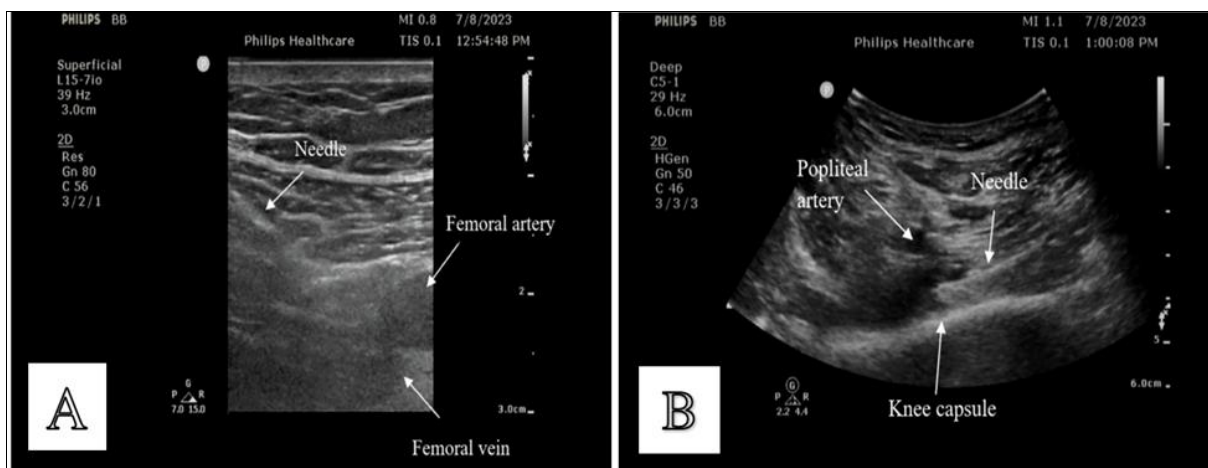 PHILIPS BB
MI 0.8 7/8/2023
Philips Healthcare
TIS 0.1 12:54:48 PM
Superficial
L15-7io
39 Hz
3.0cm
2D
Res
Gn 80
C 56
3/2/1
P
Needle
Femoral artery
2
G
P R
7.0 15.0
3.0cm
Femoral vein
A
PHILIPS BB
MI 1.1 7/8/2023
Philips Healthcare
TIS 0.1 1:00:08 PM
Deep
C5-1
29 Hz
6.0cm
2D
HGen
Gn 50
C 46
3/3/3
P
Popliteal
artery
Needle
5
6.0cm
G
P R
2.2 4.4
Knee capsule
B